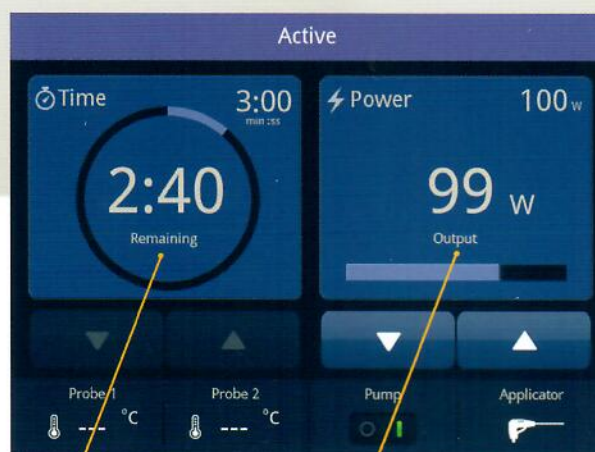 Active
Time
3:00
min:ss
2:40
Remaining
Power
100 w
99 W
Output
Probe 1
--- °C
Probe 2
--- °C
Pump
Applicator